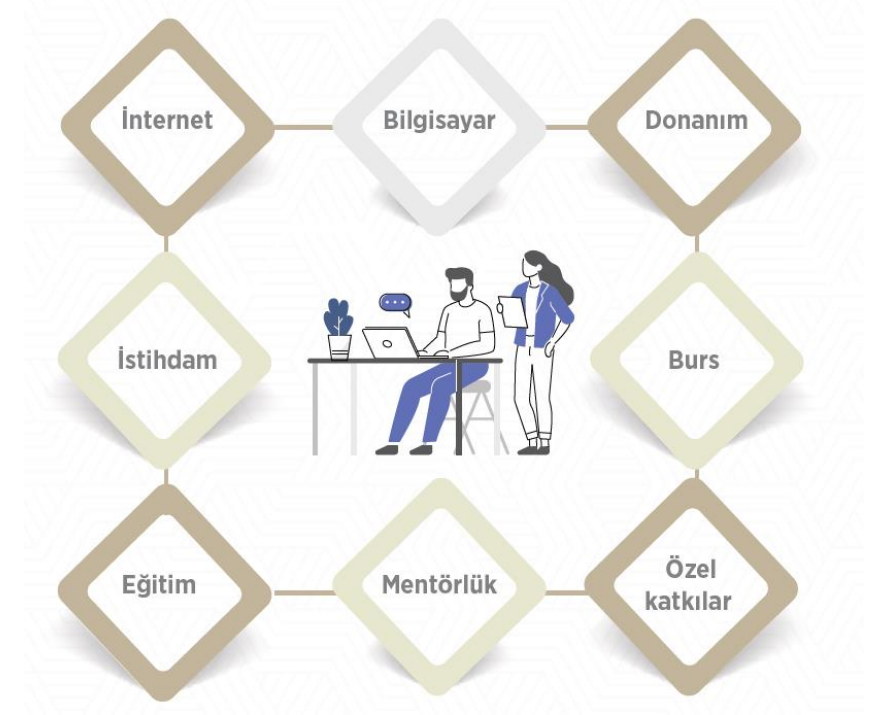 İnternet
Bilgisayar
Donanım
İstihdam
Burs
Eğitim
Mentörlük
Özel
katkılar